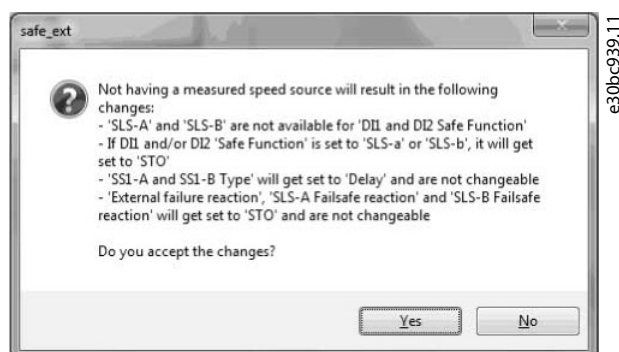 safe_ext
Not having a measured speed source will result in the following
changes:
- 'SLS-A' and 'SLS-B' are not available for 'DI1 and DI2 Safe Function'
- If DI1 and/or DI2 'Safe Function' is set to 'SLS-a' or 'SLS-b', it will get
set to 'STO'
- 'SS1-A and SS1-B Type' will get set to 'Delay' and are not changeable
- 'External failure reaction', 'SLS-A Failsafe reaction' and 'SLS-B Failsafe
reaction' will get set to 'STO' and are not changeable
Do you accept the changes?
Yes
No
e30bc939.11